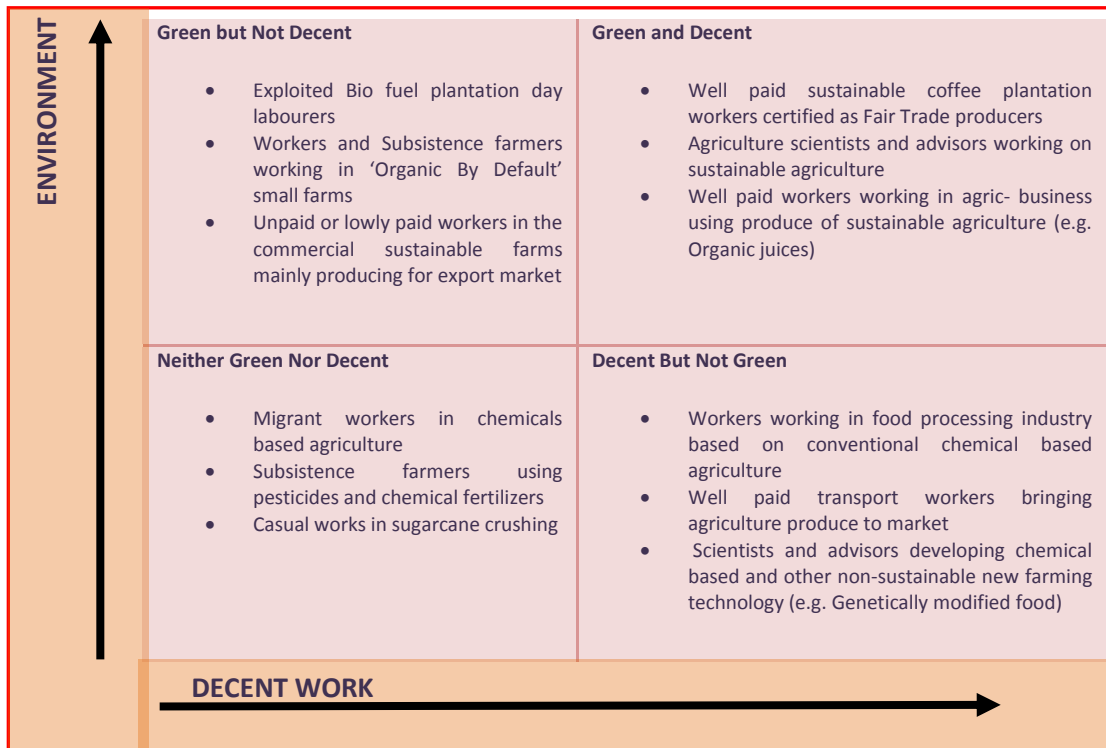 ENVIRONMENT
Green but Not Decent
• Exploited Bio fuel plantation day
labourers
• Workers and Subsistence farmers
working in ‘Organic By Default’
small farms
• Unpaid or lowly paid workers in the
commercial sustainable farms
mainly producing for export market
Green and Decent
• Well paid sustainable coffee plantation
workers certified as Fair Trade producers
• Agriculture scientists and advisors working on
sustainable agriculture
• Well paid workers working in agric- business
using produce of sustainable agriculture (e.g.
Organic juices)
Neither Green Nor Decent
• Migrant workers in chemicals
based agriculture
• Subsistence farmers using
pesticides and chemical fertilizers
• Casual works in sugarcane crushing
Decent But Not Green
• Workers working in food processing industry
based on conventional chemical based
agriculture
• Well paid transport workers bringing
agriculture produce to market
• Scientists and advisors developing chemical
based and other non-sustainable new farming
technology (e.g. Genetically modified food)
DECENT WORK